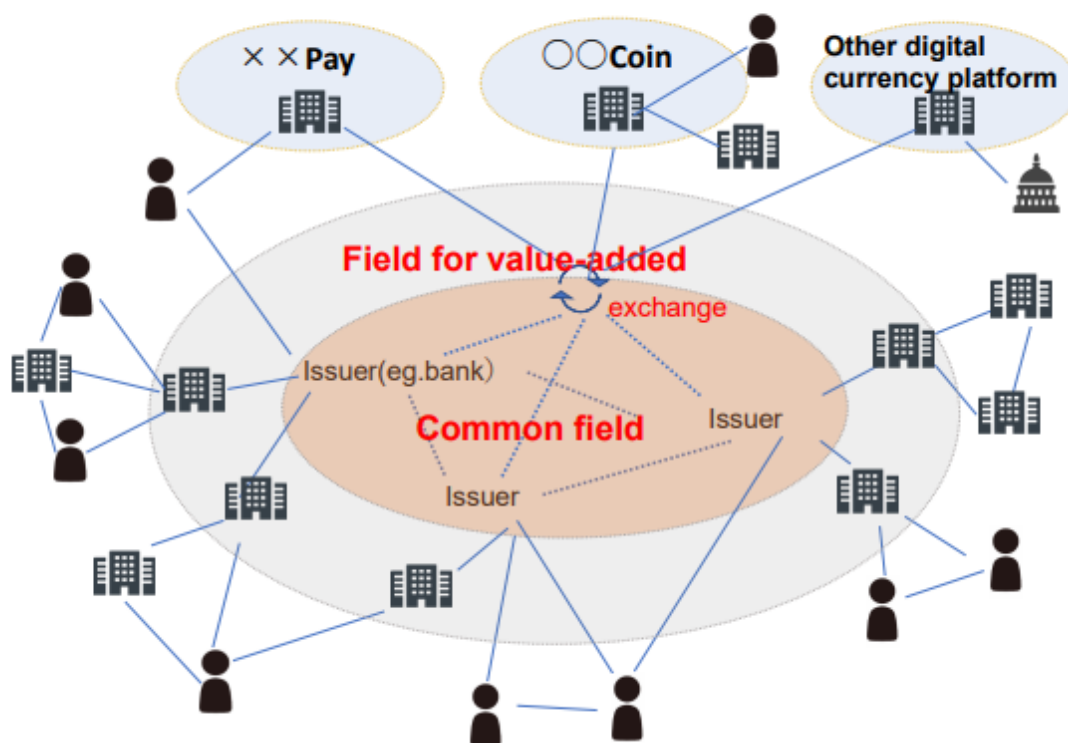 × ×Pay
○○Coin
Other digital
currency platform
Field for value-added
exchange
Issuer(eg.bank）
Common field
Issuer
Issuer